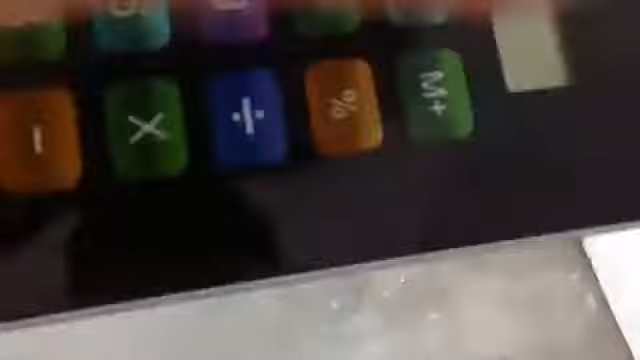 - × ÷ % M+